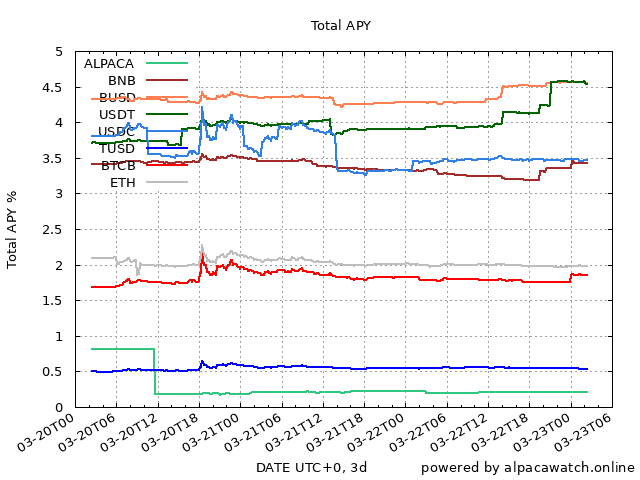 Total APY
Total APY %
5
4.5
4
3.5
3
2.5
2
1.5
1
0.5
0
ALPACA
BNB
BUSD
USDT
USDC
TUSD
BTCB
ETH
03-20T00
03-20T06
03-20T12
03-20T18
03-21T00
03-21T06
03-21T12
03-21T18
03-22T00
03-22T06
03-22T12
03-22T18
03-23T00
03-23T06
DATE UTC+0, 3d
powered by alpacawatch.online